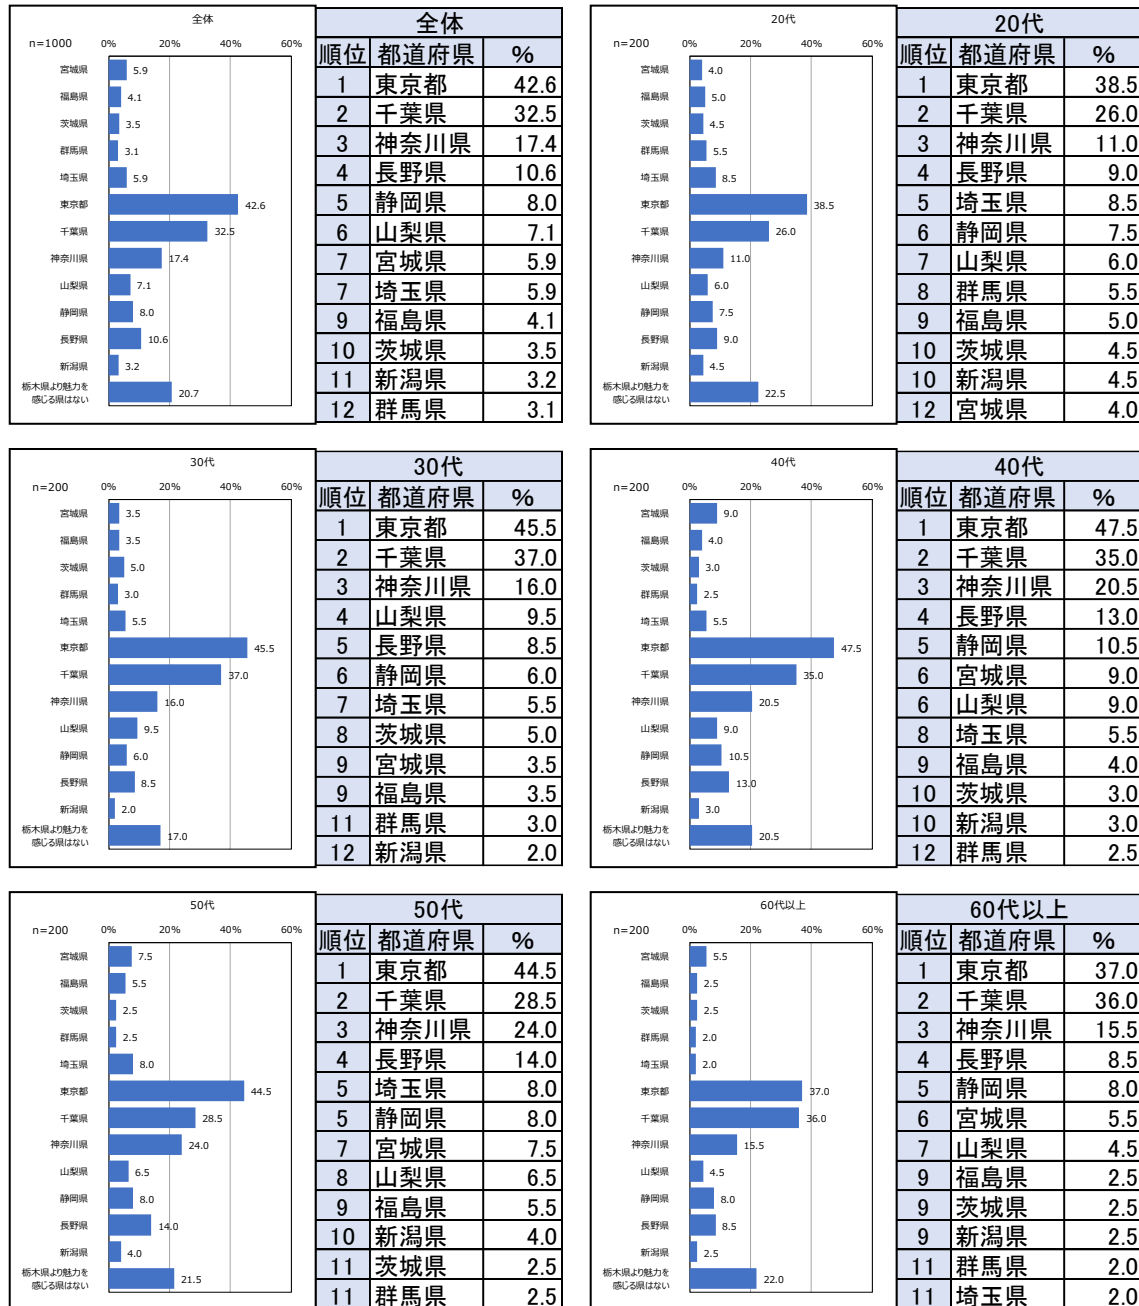 全体
n=1000 0% 20% 40% 60%
宮城県 5.9
福島県 4.1
茨城県 3.5
群馬県 3.1
埼玉県 5.9
東京都 42.6
千葉県 32.5
神奈川県 17.4
山梨県 7.1
静岡県 8.0
長野県 10.6
新潟県 3.2
栃木県より魅力を
感じる県はない 20.7
全体
順位 都道府県 %
1 東京都 42.6
2 千葉県 32.5
3 神奈川県 17.4
4 長野県 10.6
5 静岡県 8.0
6 山梨県 7.1
7 宮城県 5.9
7 埼玉県 5.9
9 福島県 4.1
10 茨城県 3.5
11 新潟県 3.2
12 群馬県 3.1
20代
n=200 0% 20% 40% 60%
宮城県 4.0
福島県 5.0
茨城県 4.5
群馬県 5.5
埼玉県 8.5
東京都 38.5
千葉県 26.0
神奈川県 11.0
山梨県 6.0
静岡県 7.5
長野県 9.0
新潟県 4.5
栃木県より魅力を
感じる県はない 22.5
20代
順位 都道府県 %
1 東京都 38.5
2 千葉県 26.0
3 神奈川県 11.0
4 長野県 9.0
5 埼玉県 8.5
6 静岡県 7.5
7 山梨県 6.0
8 群馬県 5.5
9 福島県 5.0
10 茨城県 4.5
10 新潟県 4.5
12 宮城県 4.0
30代
n=200 0% 20% 40% 60%
宮城県 3.5
福島県 3.5
茨城県 5.0
群馬県 3.0
埼玉県 5.5
東京都 45.5
千葉県 37.0
神奈川県 16.0
山梨県 9.5
静岡県 6.0
長野県 8.5
新潟県 2.0
栃木県より魅力を
感じる県はない 17.0
30代
順位 都道府県 %
1 東京都 45.5
2 千葉県 37.0
3 神奈川県 16.0
4 山梨県 9.5
5 長野県 8.5
6 静岡県 6.0
7 埼玉県 5.5
8 茨城県 5.0
9 宮城県 3.5
9 福島県 3.5
11 群馬県 3.0
12 新潟県 2.0
40代
n=200 0% 20% 40% 60%
宮城県 9.0
福島県 4.0
茨城県 3.0
群馬県 2.5
埼玉県 5.5
東京都 47.5
千葉県 35.0
神奈川県 20.5
山梨県 9.0
静岡県 10.5
長野県 13.0
新潟県 3.0
栃木県より魅力を
感じる県はない 20.5
40代
順位 都道府県 %
1 東京都 47.5
2 千葉県 35.0
3 神奈川県 20.5
4 長野県 13.0
5 静岡県 10.5
6 宮城県 9.0
6 山梨県 9.0
8 埼玉県 5.5
9 福島県 4.0
10 茨城県 3.0
10 新潟県 3.0
12 群馬県 2.5
50代
n=200 0% 20% 40% 60%
宮城県 7.5
福島県 5.5
茨城県 2.5
群馬県 2.5
埼玉県 8.0
東京都 44.5
千葉県 28.5
神奈川県 24.0
山梨県 6.5
静岡県 8.0
長野県 14.0
新潟県 4.0
栃木県より魅力を
感じる県はない 21.5
50代
順位 都道府県 %
1 東京都 44.5
2 千葉県 28.5
3 神奈川県 24.0
4 長野県 14.0
5 埼玉県 8.0
5 静岡県 8.0
7 宮城県 7.5
8 山梨県 6.5
9 福島県 5.5
10 新潟県 4.0
11 茨城県 2.5
11 群馬県 2.5
60代以上
n=200 0% 20% 40% 60%
宮城県 5.5
福島県 2.5
茨城県 2.5
群馬県 2.0
埼玉県 2.0
東京都 37.0
千葉県 36.0
神奈川県 15.5
山梨県 4.5
静岡県 8.0
長野県 8.5
新潟県 2.5
栃木県より魅力を
感じる県はない 22.0
60代以上
順位 都道府県 %
1 東京都 37.0
2 千葉県 36.0
3 神奈川県 15.5
4 長野県 8.5
5 静岡県 8.0
6 宮城県 5.5
7 山梨県 4.5
9 福島県 2.5
9 茨城県 2.5
9 新潟県 2.5
11 群馬県 2.0
11 埼玉県 2.0